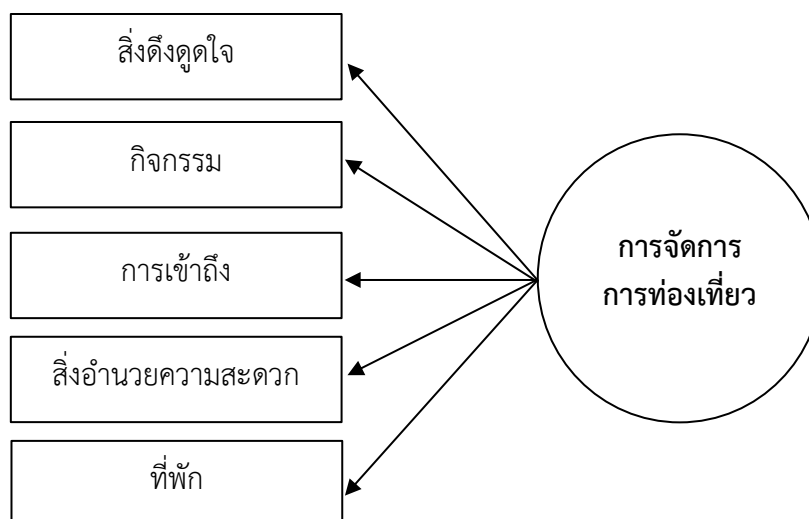 สิ่งดึงดูดใจ
กิจกรรม
การเข้าถึง
สิ่งอำนวยความสะดวก
ที่พัก
การจัดการ
การท่องเที่ยว